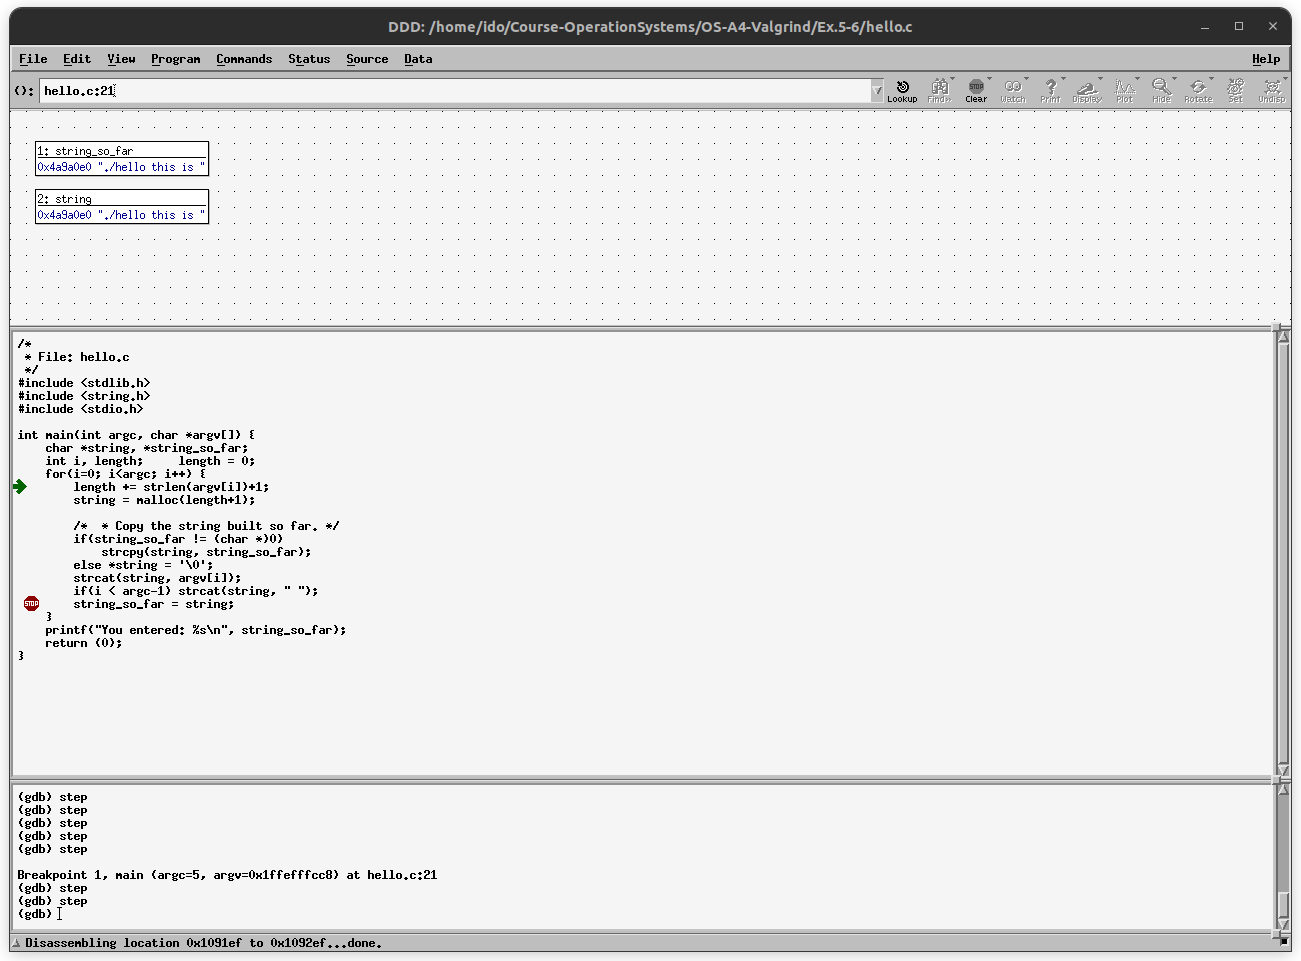 DDD: /home/ido/Course-OperationSystems/OS-A4-Valgrind/Ex.5-6/hello.c
File Edit View Program Commands Status Source Data Help
(): hello.c:21
Lookup Find» Clear Watch Print Display Plot Hide Rotate Set Undisp
1: string_so_far
0x4a9a0e0 "./hello this is "
2: string
0x4a9a0e0 "./hello this is "
/*
 * File: hello.c
 */
#include <stdlib.h>
#include <string.h>
#include <stdio.h>
int main(int argc, char *argv[]) {
    char *string, *string_so_far;
    int i, length;     length = 0;
    for(i=0; i<argc; i++) {
        length += strlen(argv[i])+1;
        string = malloc(length+1);
        /*  * Copy the string built so far. */
        if(string_so_far != (char *)0)
            strcpy(string, string_so_far);
        else *string = '\0';
        strcat(string, argv[i]);
        if(i < argc-1) strcat(string, " ");
STOP        string_so_far = string;
    }
    printf("You entered: %s\n", string_so_far);
    return (0);
}
(gdb) step
(gdb) step
(gdb) step
(gdb) step
(gdb) step
Breakpoint 1, main (argc=5, argv=0x1ffefffcc8) at hello.c:21
(gdb) step
(gdb) step
(gdb)
Disassembling location 0x1091ef to 0x1092ef...done.